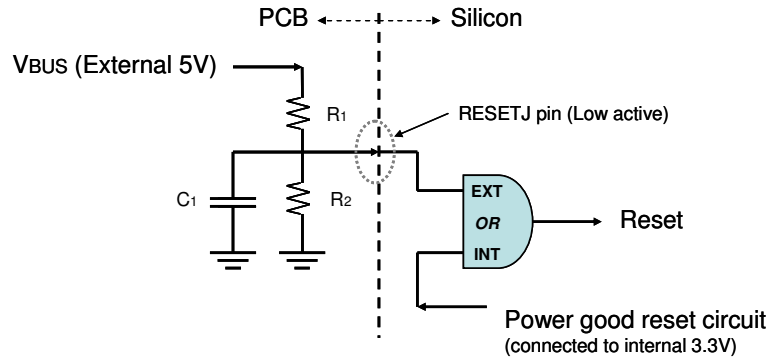 PCB Silicon
VBUS (External 5V)
R1
RESETJ pin (Low active)
C1
R2
EXT
OR
INT
Reset
Power good reset circuit
(connected to internal 3.3V)